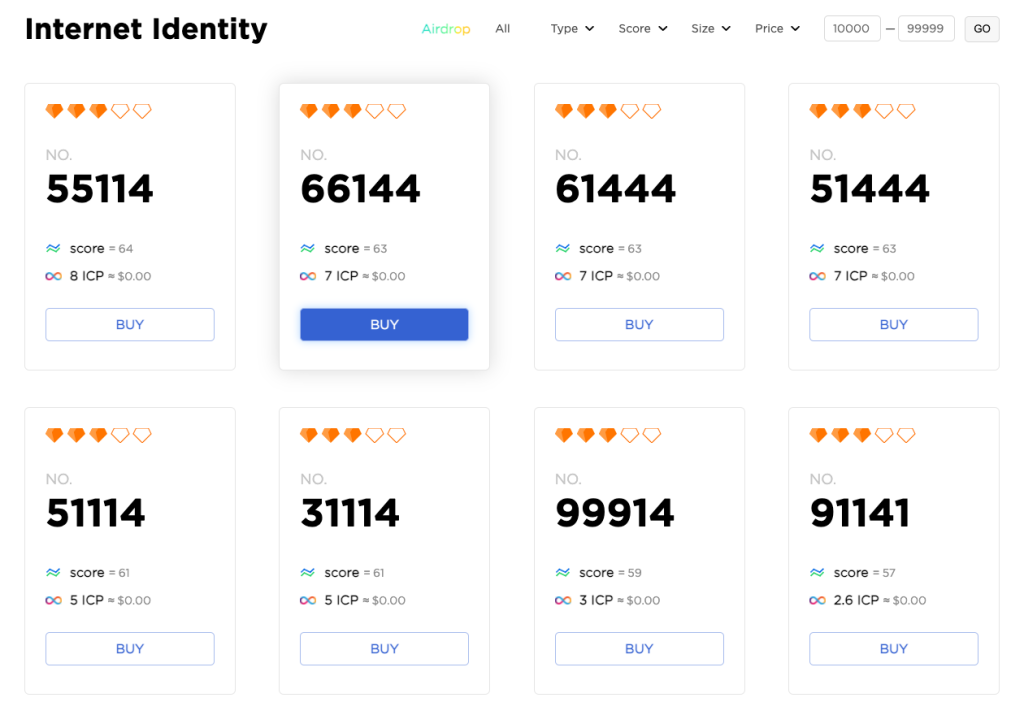 Internet Identity
Airdrop All Type Score Size Price 10000 — 99999 GO
NO.
55114
score = 64
8 ICP ≈ $0.00
BUY
NO.
66144
score = 63
7 ICP ≈ $0.00
BUY
NO.
61444
score = 63
7 ICP ≈ $0.00
BUY
NO.
51444
score = 63
7 ICP ≈ $0.00
BUY
NO.
51114
score = 61
5 ICP ≈ $0.00
BUY
NO.
31114
score = 61
5 ICP ≈ $0.00
BUY
NO.
99914
score = 59
3 ICP ≈ $0.00
BUY
NO.
91141
score = 57
2.6 ICP ≈ $0.00
BUY